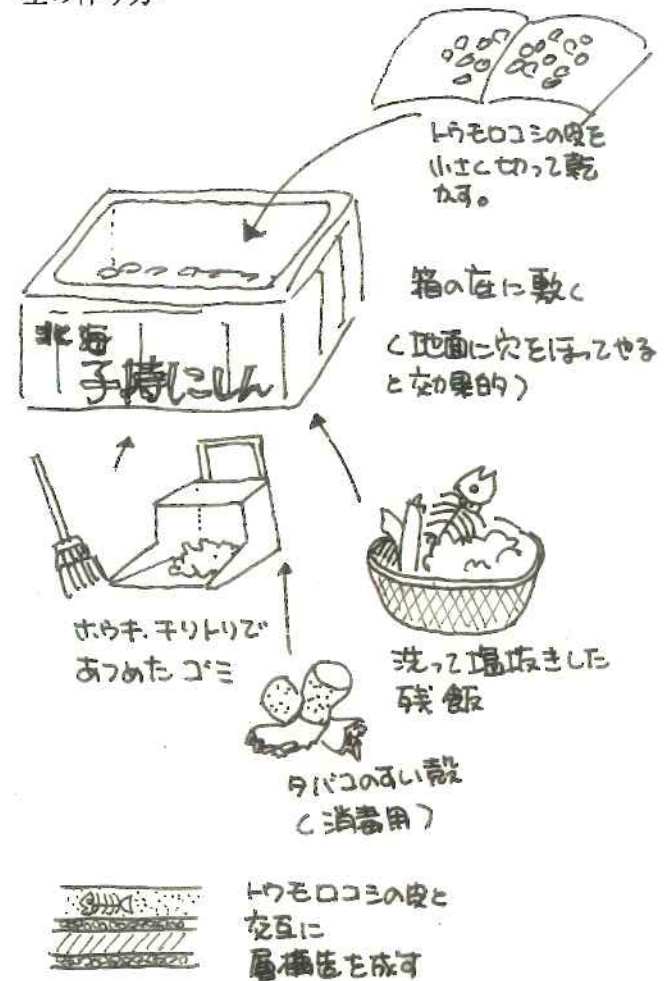 の作り方
トウモロコシの皮を
小さく切って乾
かす。
箱の底に敷く
(地面に穴をほってやる
と効果的)
北海
子持にしん
ホウキ、チリトリで
あつめたゴミ
洗って塩抜きした
残飯
タバコのすい殻
(消毒用)
トウモロコシの皮と
交互に
層構造を成す